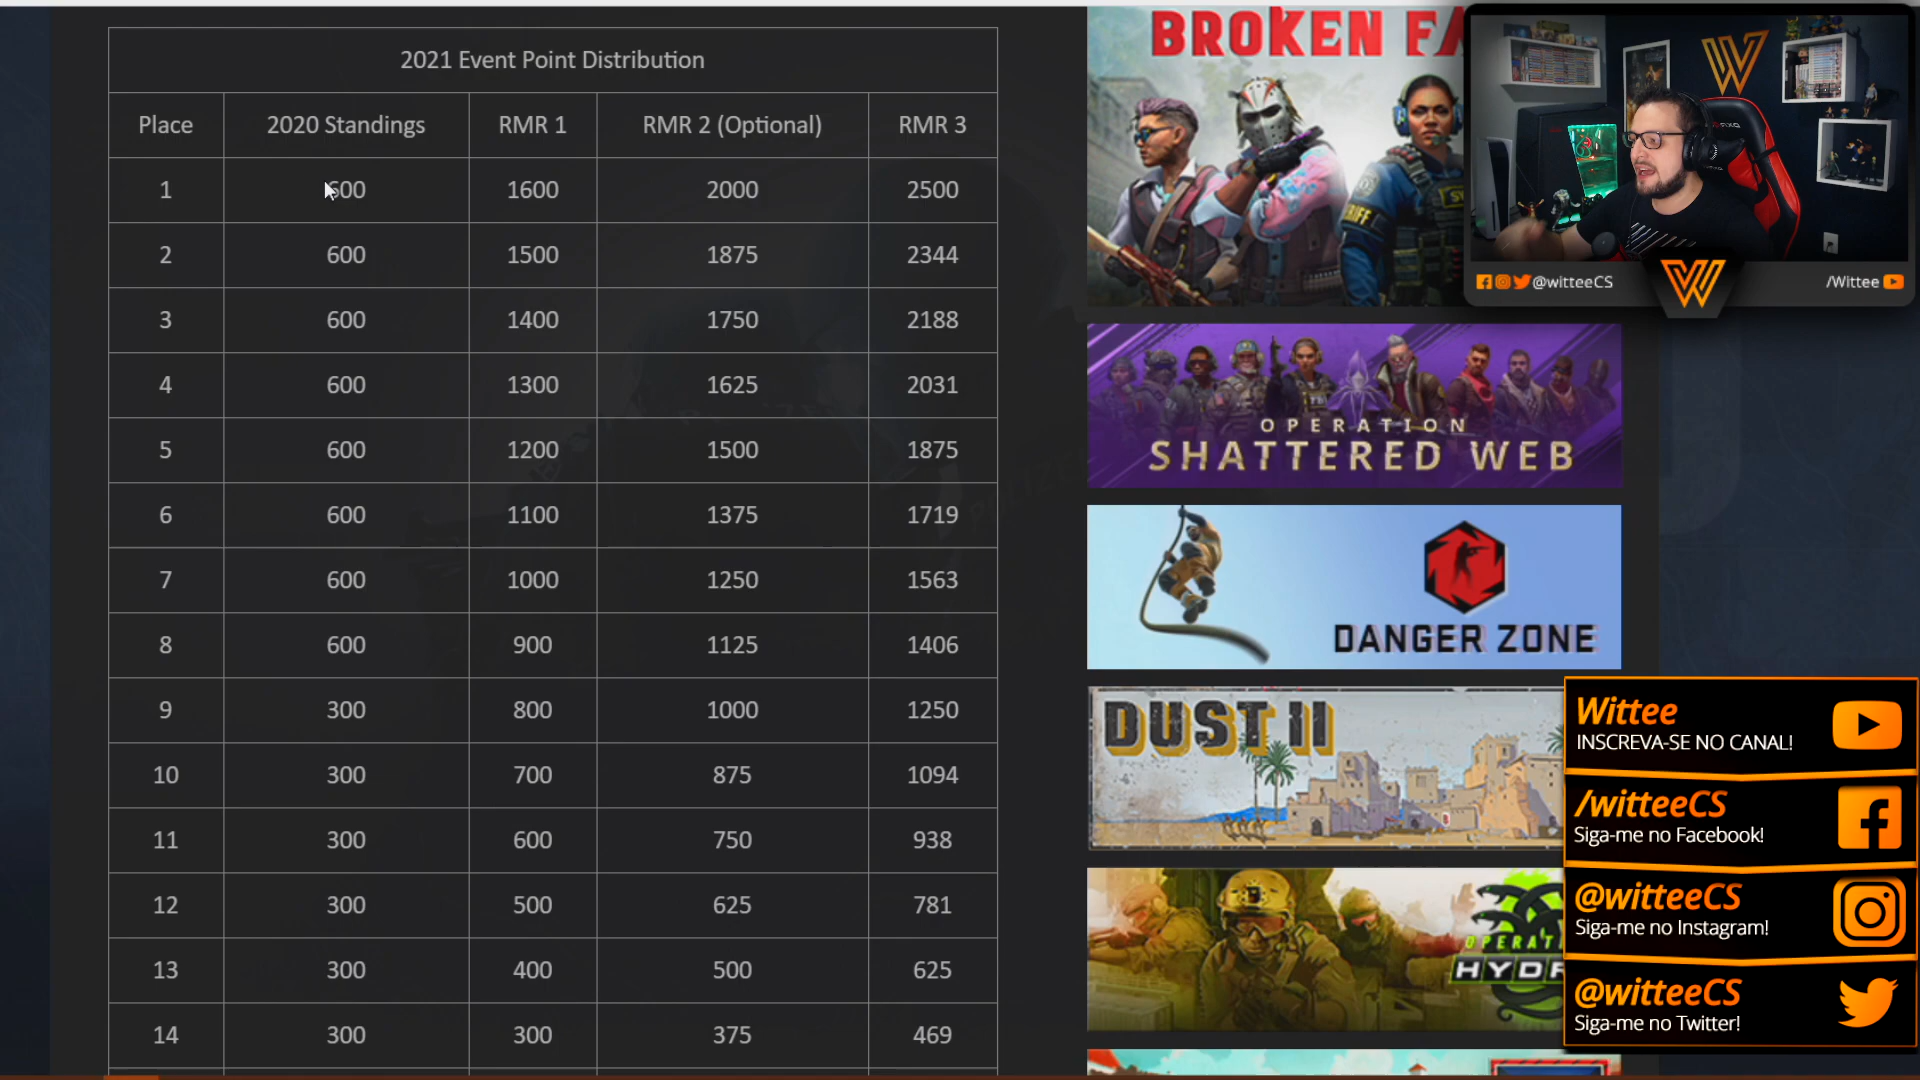 2021 Event Point Distribution
Place 2020 Standings RMR 1 RMR 2 (Optional) RMR 3
1 600 1600 2000 2500
2 600 1500 1875 2344
3 600 1400 1750 2188
4 600 1300 1625 2031
5 600 1200 1500 1875
6 600 1100 1375 1719
7 600 1000 1250 1563
8 600 900 1125 1406
9 300 800 1000 1250
10 300 700 875 1094
11 300 600 750 938
12 300 500 625 781
13 300 400 500 625
14 300 300 375 469
BROKEN FA
OPERATION
SHATTERED WEB
DANGER ZONE
DUST II
OPERATI
HYDR
@witteeCS
/Wittee
Wittee
INSCREVA-SE NO CANAL!
/witteeCS
Siga-me no Facebook!
@witteeCS
Siga-me no Instagram!
@witteeCS
Siga-me no Twitter!